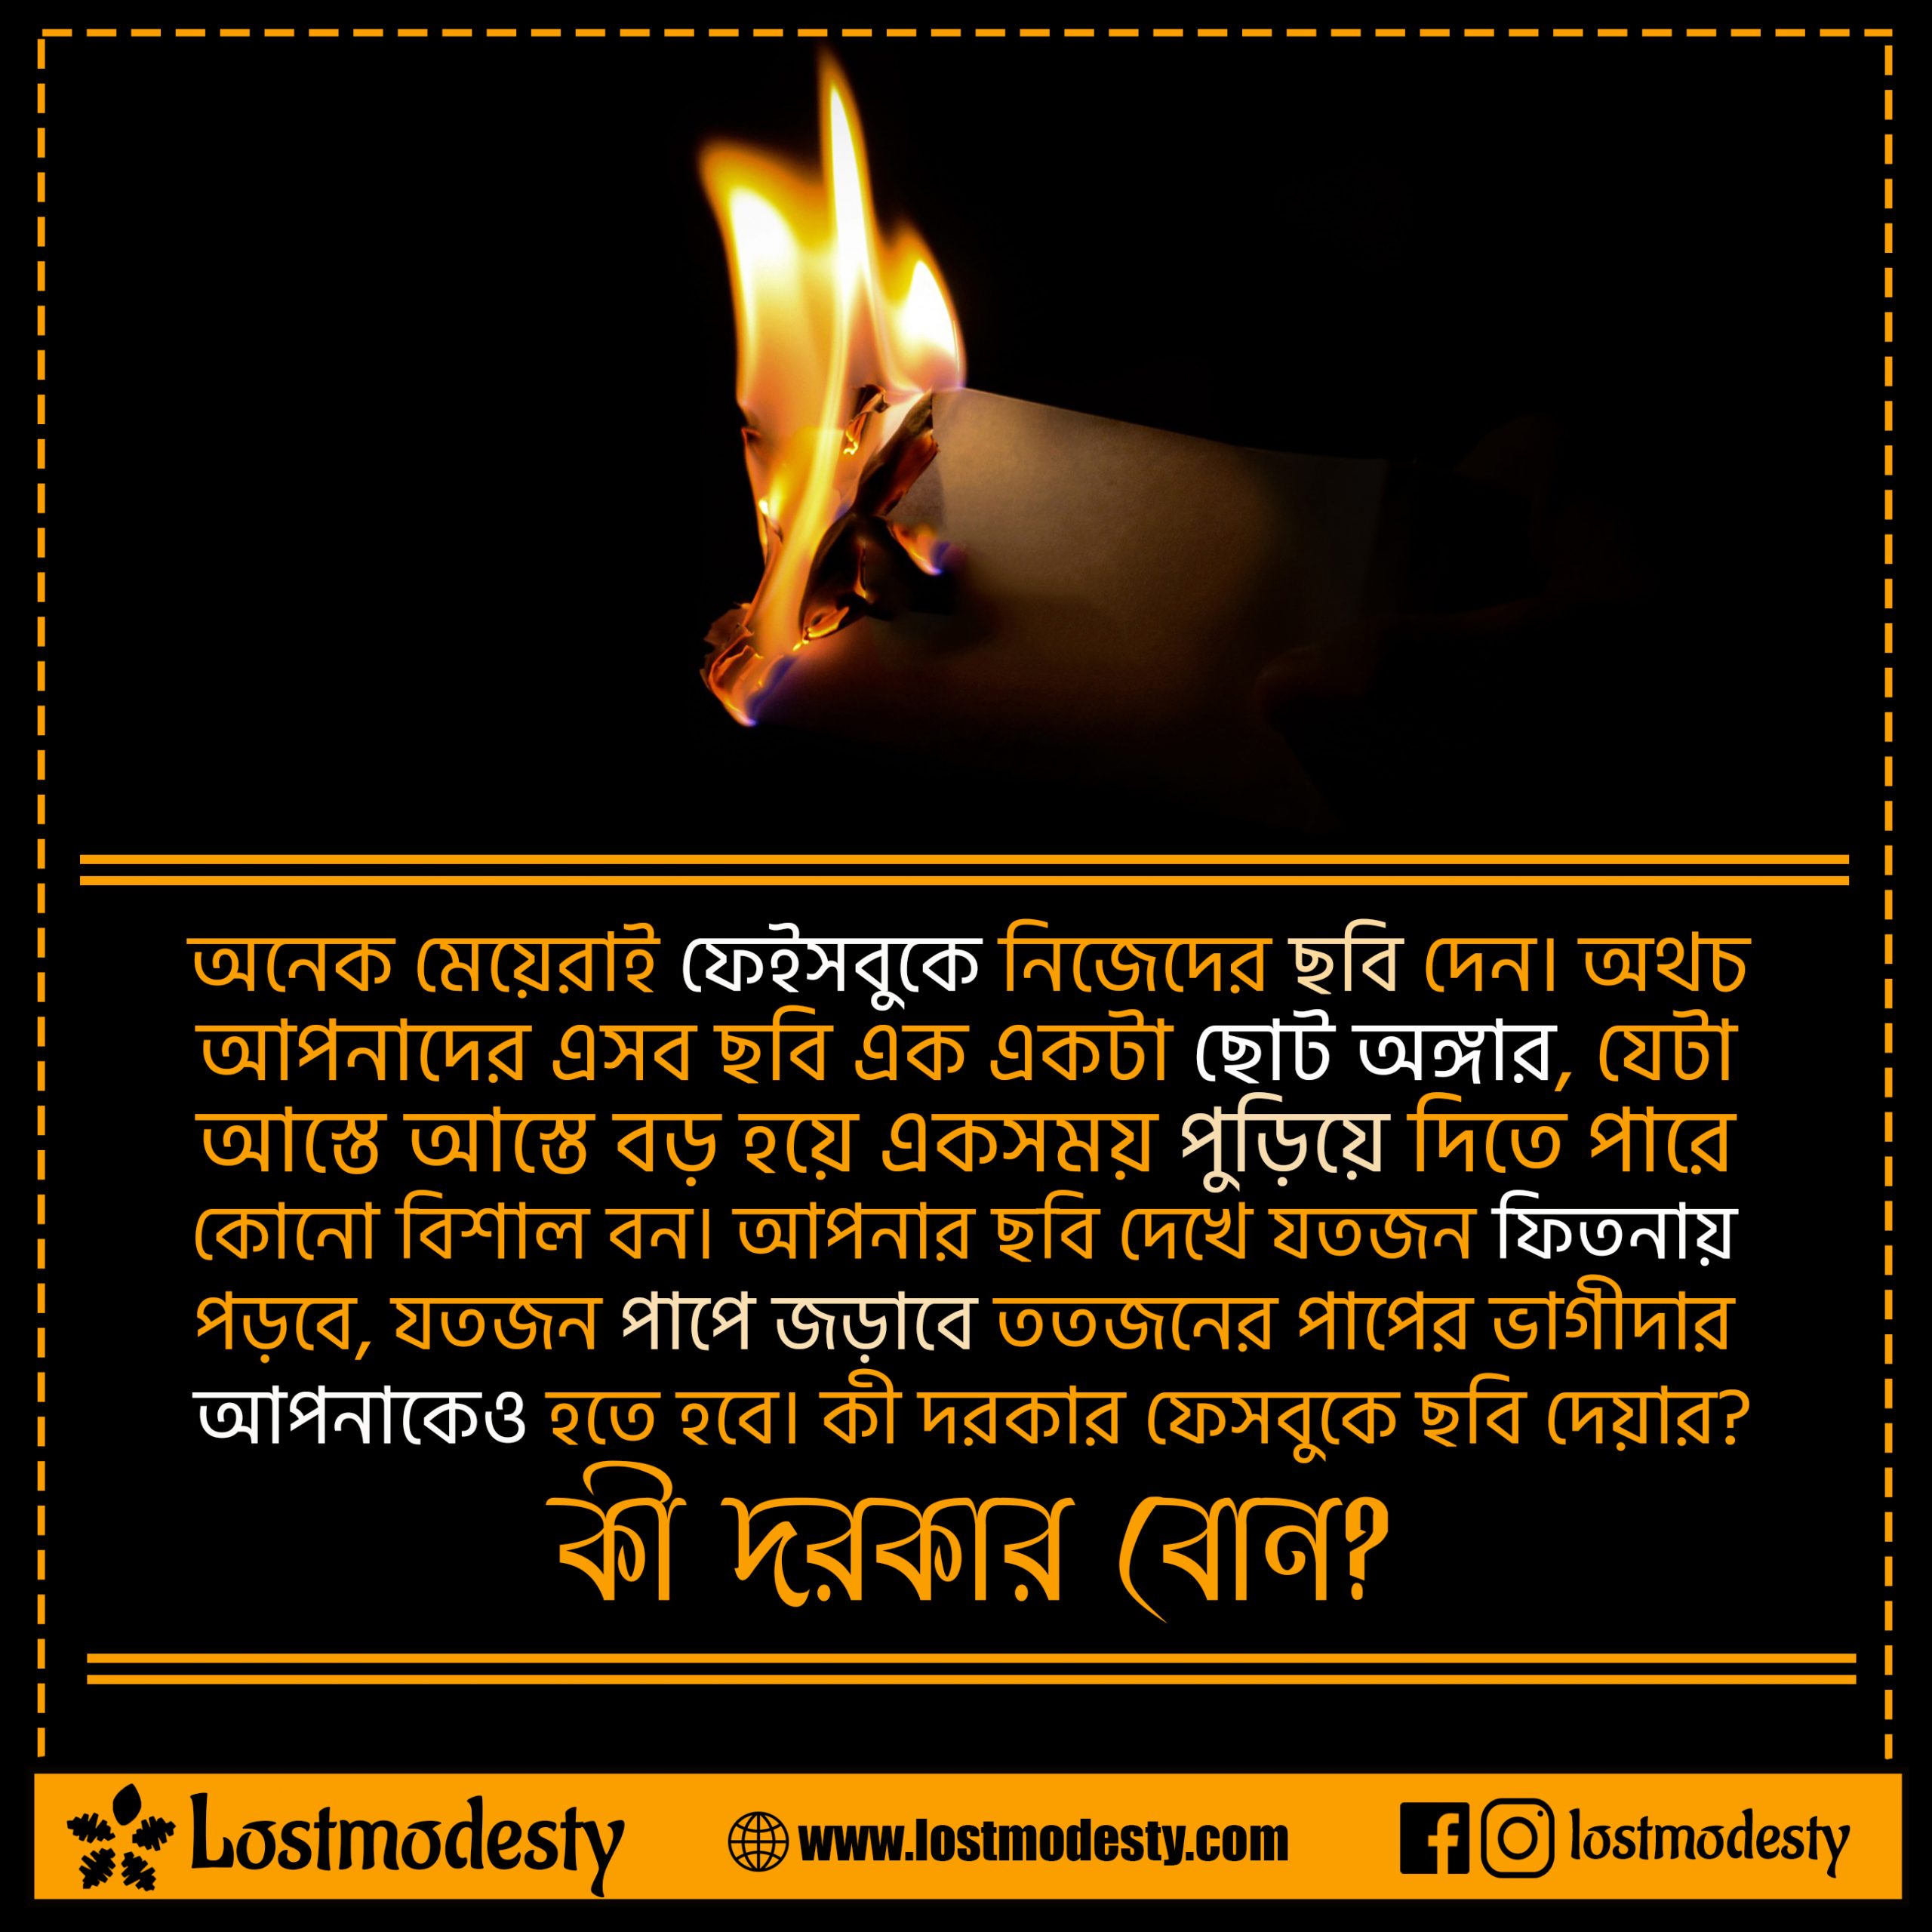 অনেক মেয়েরাই ফেইসবুকে নিজেদের ছবি দেন। অথচ
আপনাদের এসব ছবি এক একটা ছোট অঙ্গার, যেটা
আস্তে আস্তে বড় হয়ে একসময় পুড়িয়ে দিতে পারে
কোনো বিশাল বন। আপনার ছবি দেখে যতজন ফিতনায়
পড়বে, যতজন পাপে জড়াবে ততজনের পাপের ভাগীদার
আপনাকেও হতে হবে। কী দরকার ফেসবুকে ছবি দেয়ার?
কী দরকার বোন?
Lostmodesty www.lostmodesty.com lostmodesty